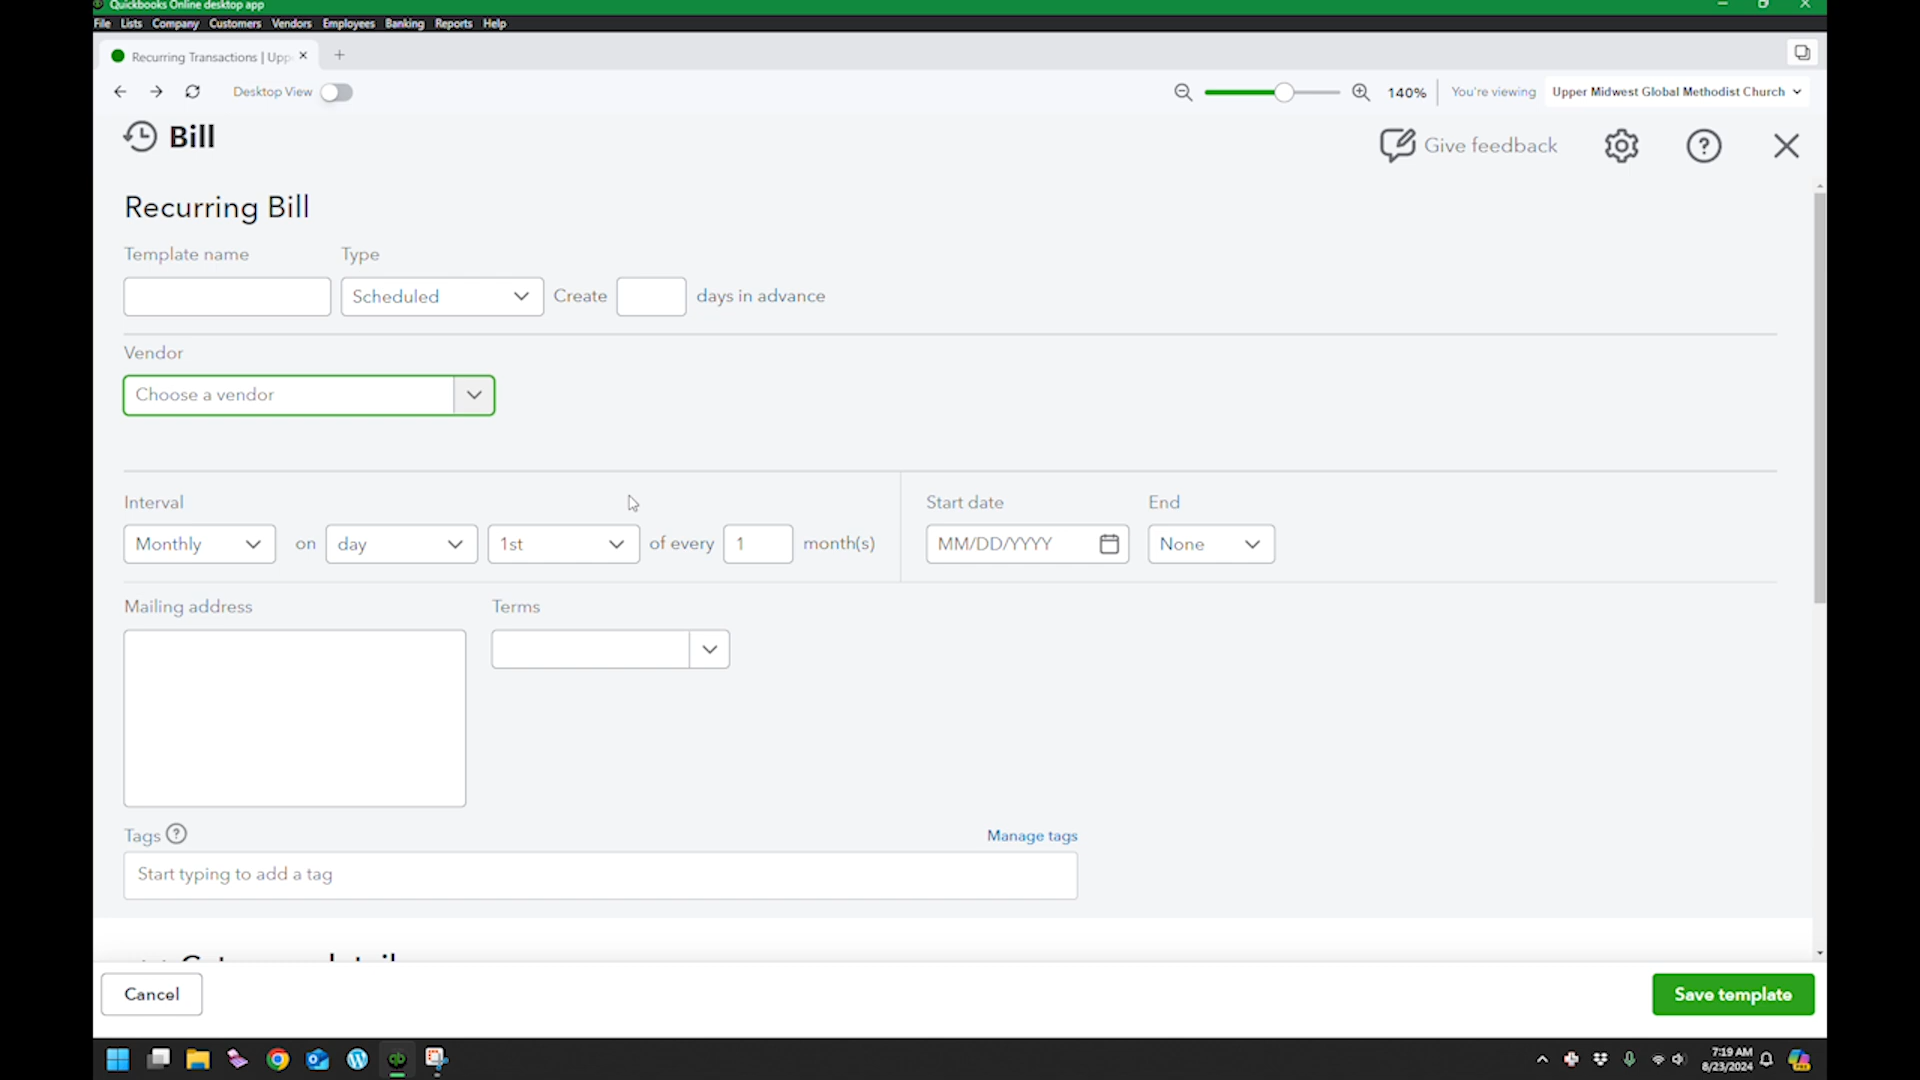 Quickbooks Online desktop app
File Lists Company Customers Vendors Employees Banking Reports Help
Recurring Transactions | Upp
Desktop View
140% You're viewing Upper Midwest Global Methodist Church
Bill
Give feedback
Recurring Bill
Template name Type
Scheduled Create days in advance
Vendor
Choose a vendor
Interval Start date End
Monthly on day 1st of every 1 month(s) MM/DD/YYYY None
Mailing address Terms
Tags Manage tags
Start typing to add a tag
Cancel Save template
7:19 AM
8/23/2024